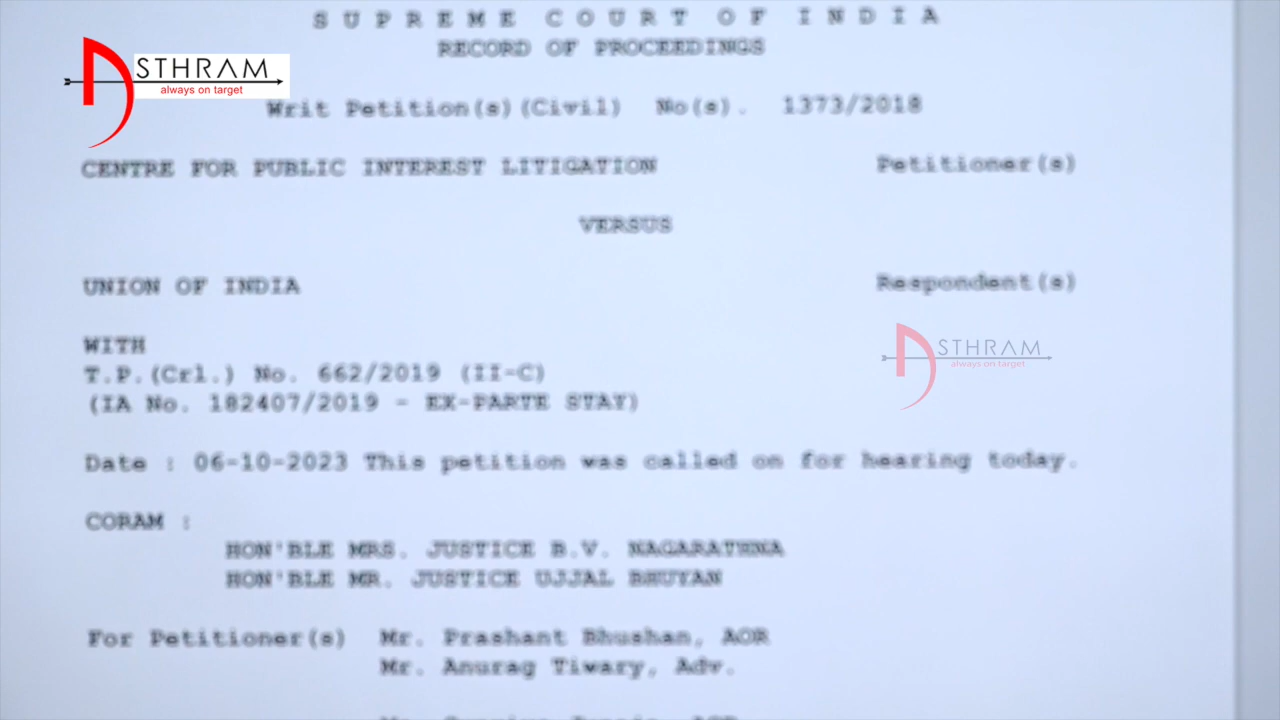 SUPREME COURT OF INDIA
RECORD OF PROCEEDINGS
STHRAM
always on target
Writ Petition(s)(Civil) No(s). 1373/2018
CENTRE FOR PUBLIC INTEREST LITIGATION Petitioner(s)
VERSUS
UNION OF INDIA Respondent(s)
WITH
STHRAM
always on target
T.P.(Crl.) No. 662/2019 (II-C)
(IA No. 182407/2019 - EX-PARTE STAY)
Date : 06-10-2023 This petition was called on for hearing today.
CORAM :
HON'BLE MRS. JUSTICE B.V. NAGARATHNA
HON'BLE MR. JUSTICE UJJAL BHUYAN
For Petitioner(s) Mr. Prashant Bhushan, AOR
Mr. Anurag Tiwary, Adv.